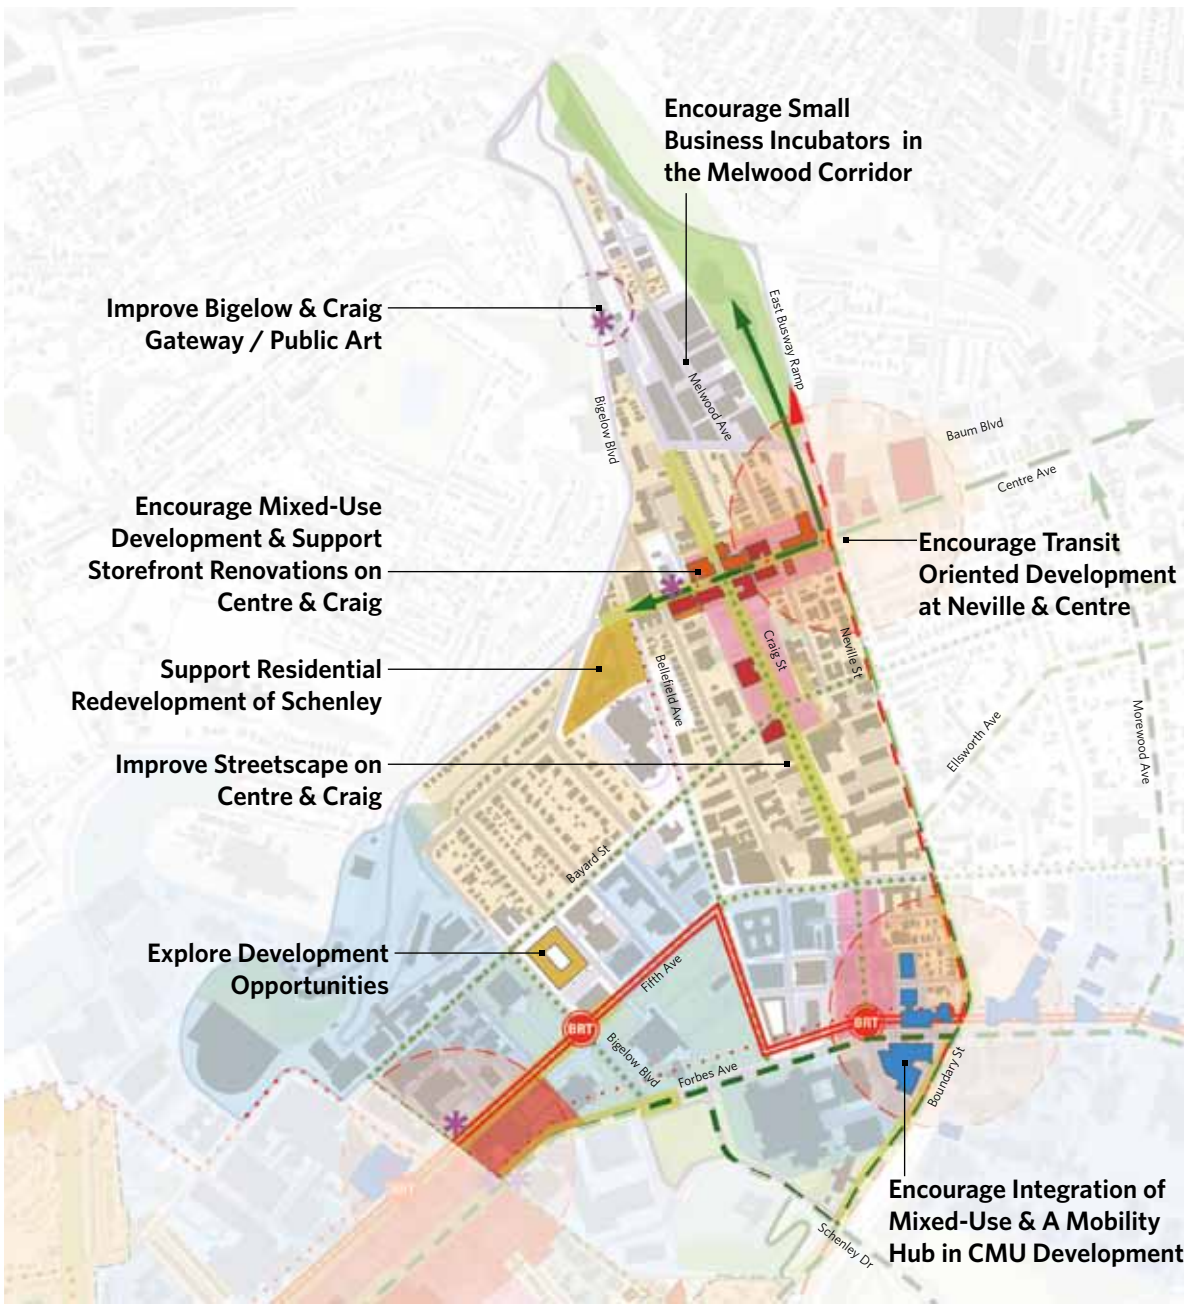 Encourage Small
Business Incubators in
the Melwood Corridor
Improve Bigelow & Craig
Gateway / Public Art
East Busway Ramp
Melwood Ave
Bigelow Blvd
Baum Blvd
Centre Ave
Encourage Mixed-Use
Development & Support
Storefront Renovations on
Centre & Craig
Encourage Transit
Oriented Development
at Neville & Centre
Support Residential
Redevelopment of Schenley
Bellefield Ave
Craig St
Neville St
Improve Streetscape on
Centre & Craig
Ellsworth Ave
Morewood Ave
Bayard St
Explore Development
Opportunities
Fifth Ave
BRT
BRT
Bigelow Blvd
Forbes Ave
Boundary St
BRT
Encourage Integration of
Mixed-Use & A Mobility
Hub in CMU Development
Schenley Dr